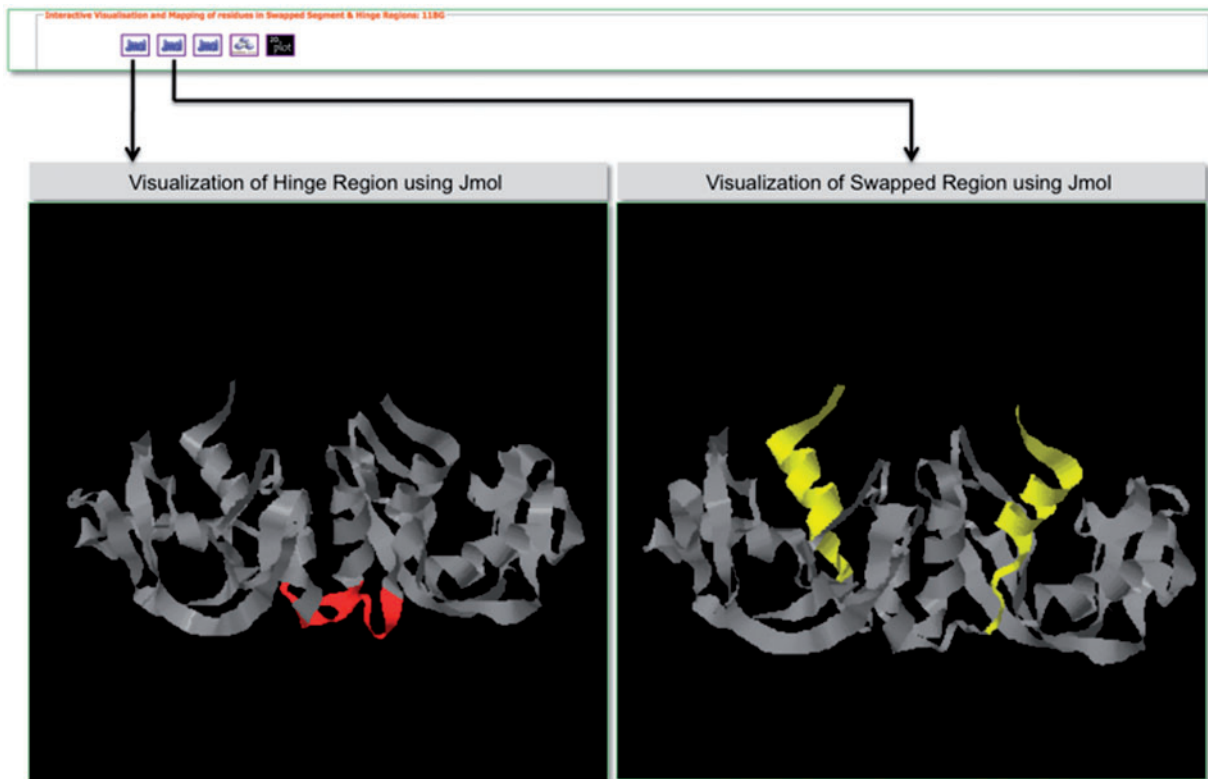 Interactive Visualisation and Mapping of residues in Swapped Segment & Hinge Regions: 11BG
Jmol Jmol Jmol 2D plot
Visualization of Hinge Region using Jmol
Visualization of Swapped Region using Jmol